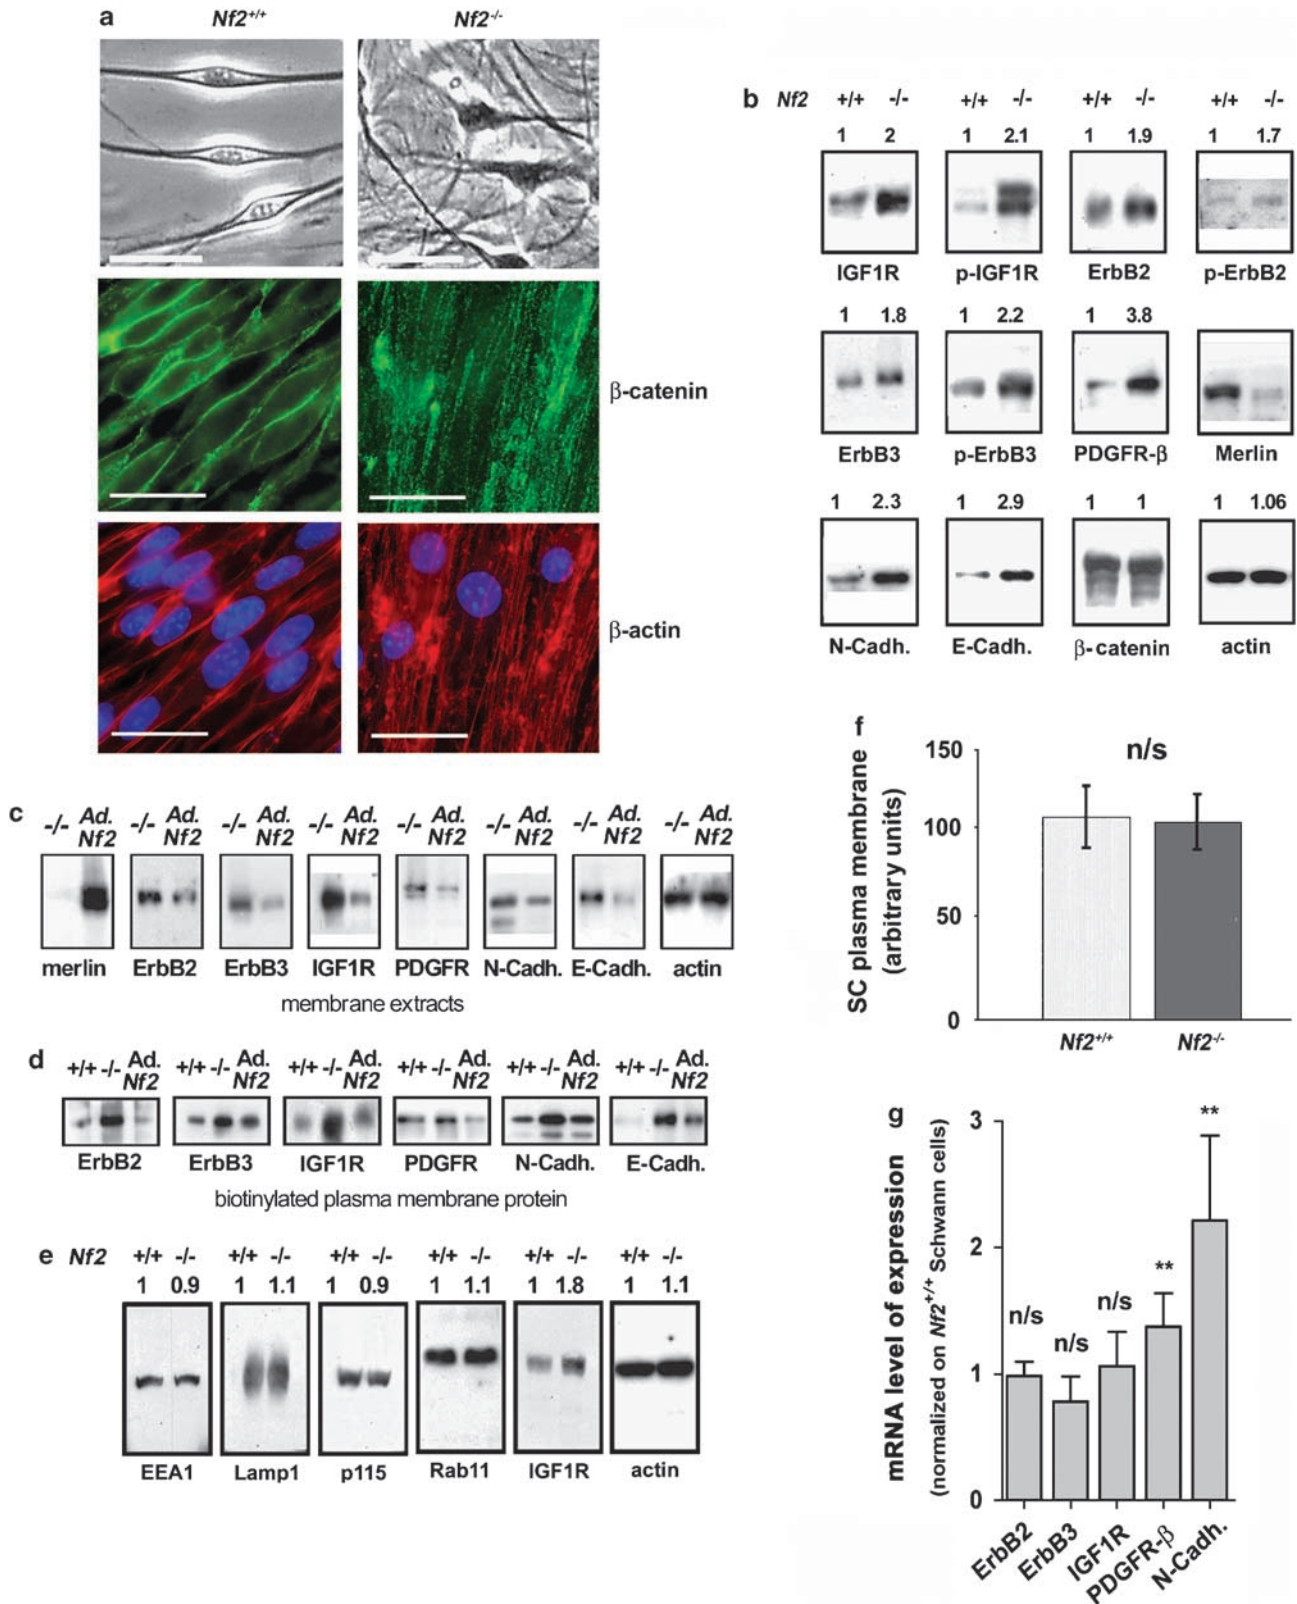 a
Nf2+/+ Nf2-/-
β-catenin
β-actin
b Nf2 +/+ -/- +/+ -/- +/+ -/- +/+ -/-
1 2 1 2.1 1 1.9 1 1.7
IGF1R p-IGF1R ErbB2 p-ErbB2
1 1.8 1 2.2 1 3.8
ErbB3 p-ErbB3 PDGFR-β Merlin
1 2.3 1 2.9 1 1 1 1.06
N-Cadh. E-Cadh. β-catenin actin
c -/- Ad. Nf2 -/- Ad. Nf2 -/- Ad. Nf2 -/- Ad. Nf2 -/- Ad. Nf2 -/- Ad. Nf2 -/- Ad. Nf2 -/- Ad. Nf2
merlin ErbB2 ErbB3 IGF1R PDGFR N-Cadh. E-Cadh. actin
membrane extracts
d +/+ -/- Ad. Nf2 +/+ -/- Ad. Nf2 +/+ -/- Ad. Nf2 +/+ -/- Ad. Nf2 +/+ -/- Ad. Nf2 +/+ -/- Ad. Nf2
ErbB2 ErbB3 IGF1R PDGFR N-Cadh. E-Cadh.
biotinylated plasma membrane protein
e Nf2 +/+ -/- +/+ -/- +/+ -/- +/+ -/- +/+ -/- +/+ -/-
1 0.9 1 1.1 1 0.9 1 1.1 1 1.8 1 1.1
EEA1 Lamp1 p115 Rab11 IGF1R actin
f
SC plasma membrane
(arbitrary units)
150
100
50
0
n/s
Nf2+/+ Nf2-/-
g
mRNA level of expression
(normalized on Nf2+/+ Schwann cells)
3
2
1
0
n/s n/s n/s ** **
ErbB2 ErbB3 IGF1R PDGFR-β N-Cadh.